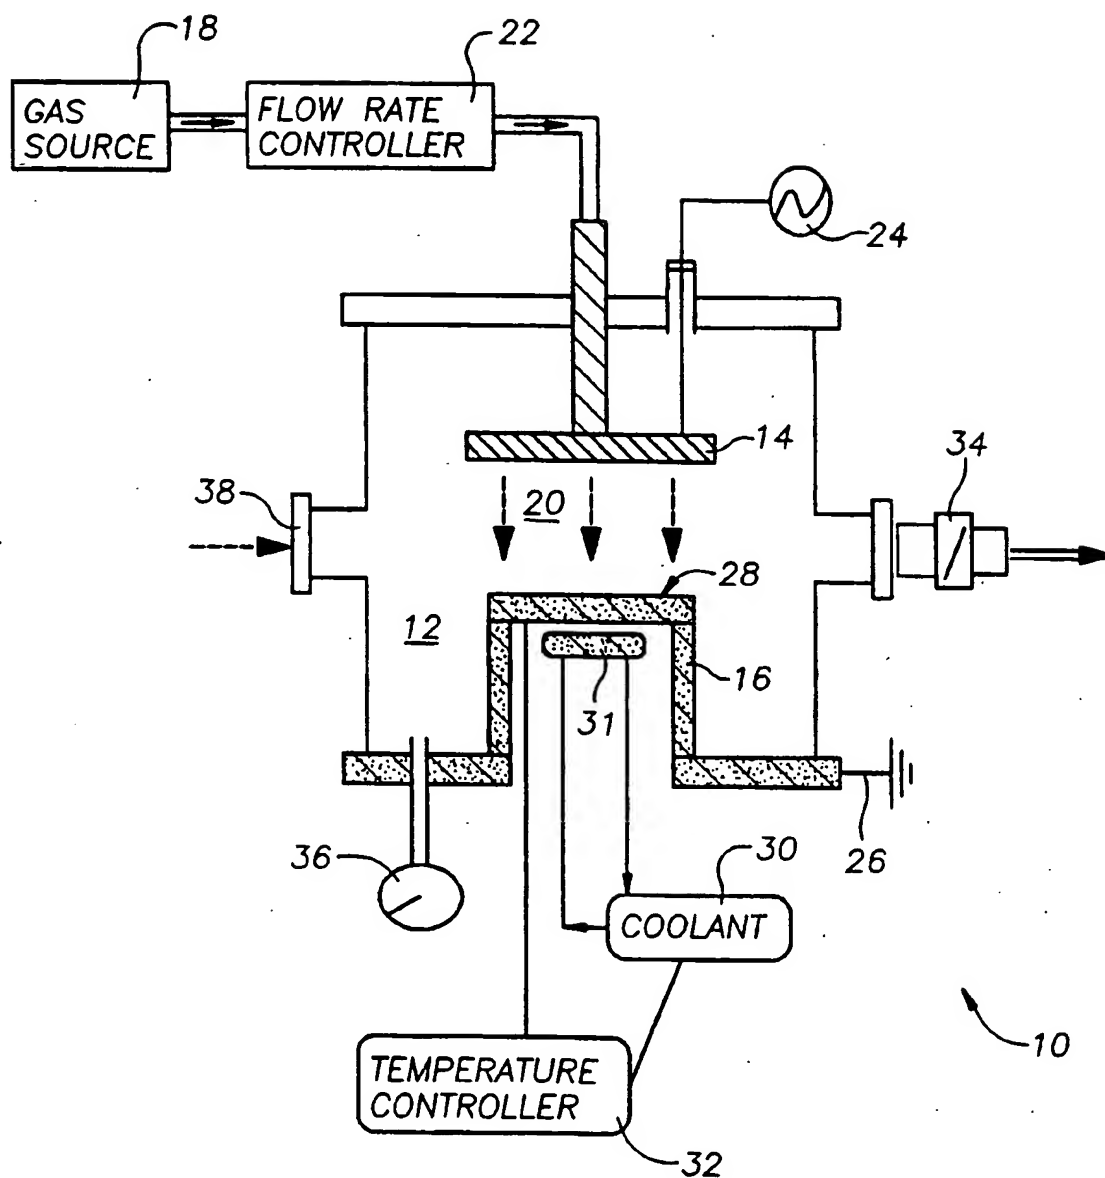 18
22
GAS
SOURCE
FLOW RATE
CONTROLLER
24
14
34
38
20
28
12
16
31
36
30
26
COOLANT
10
TEMPERATURE
CONTROLLER
32